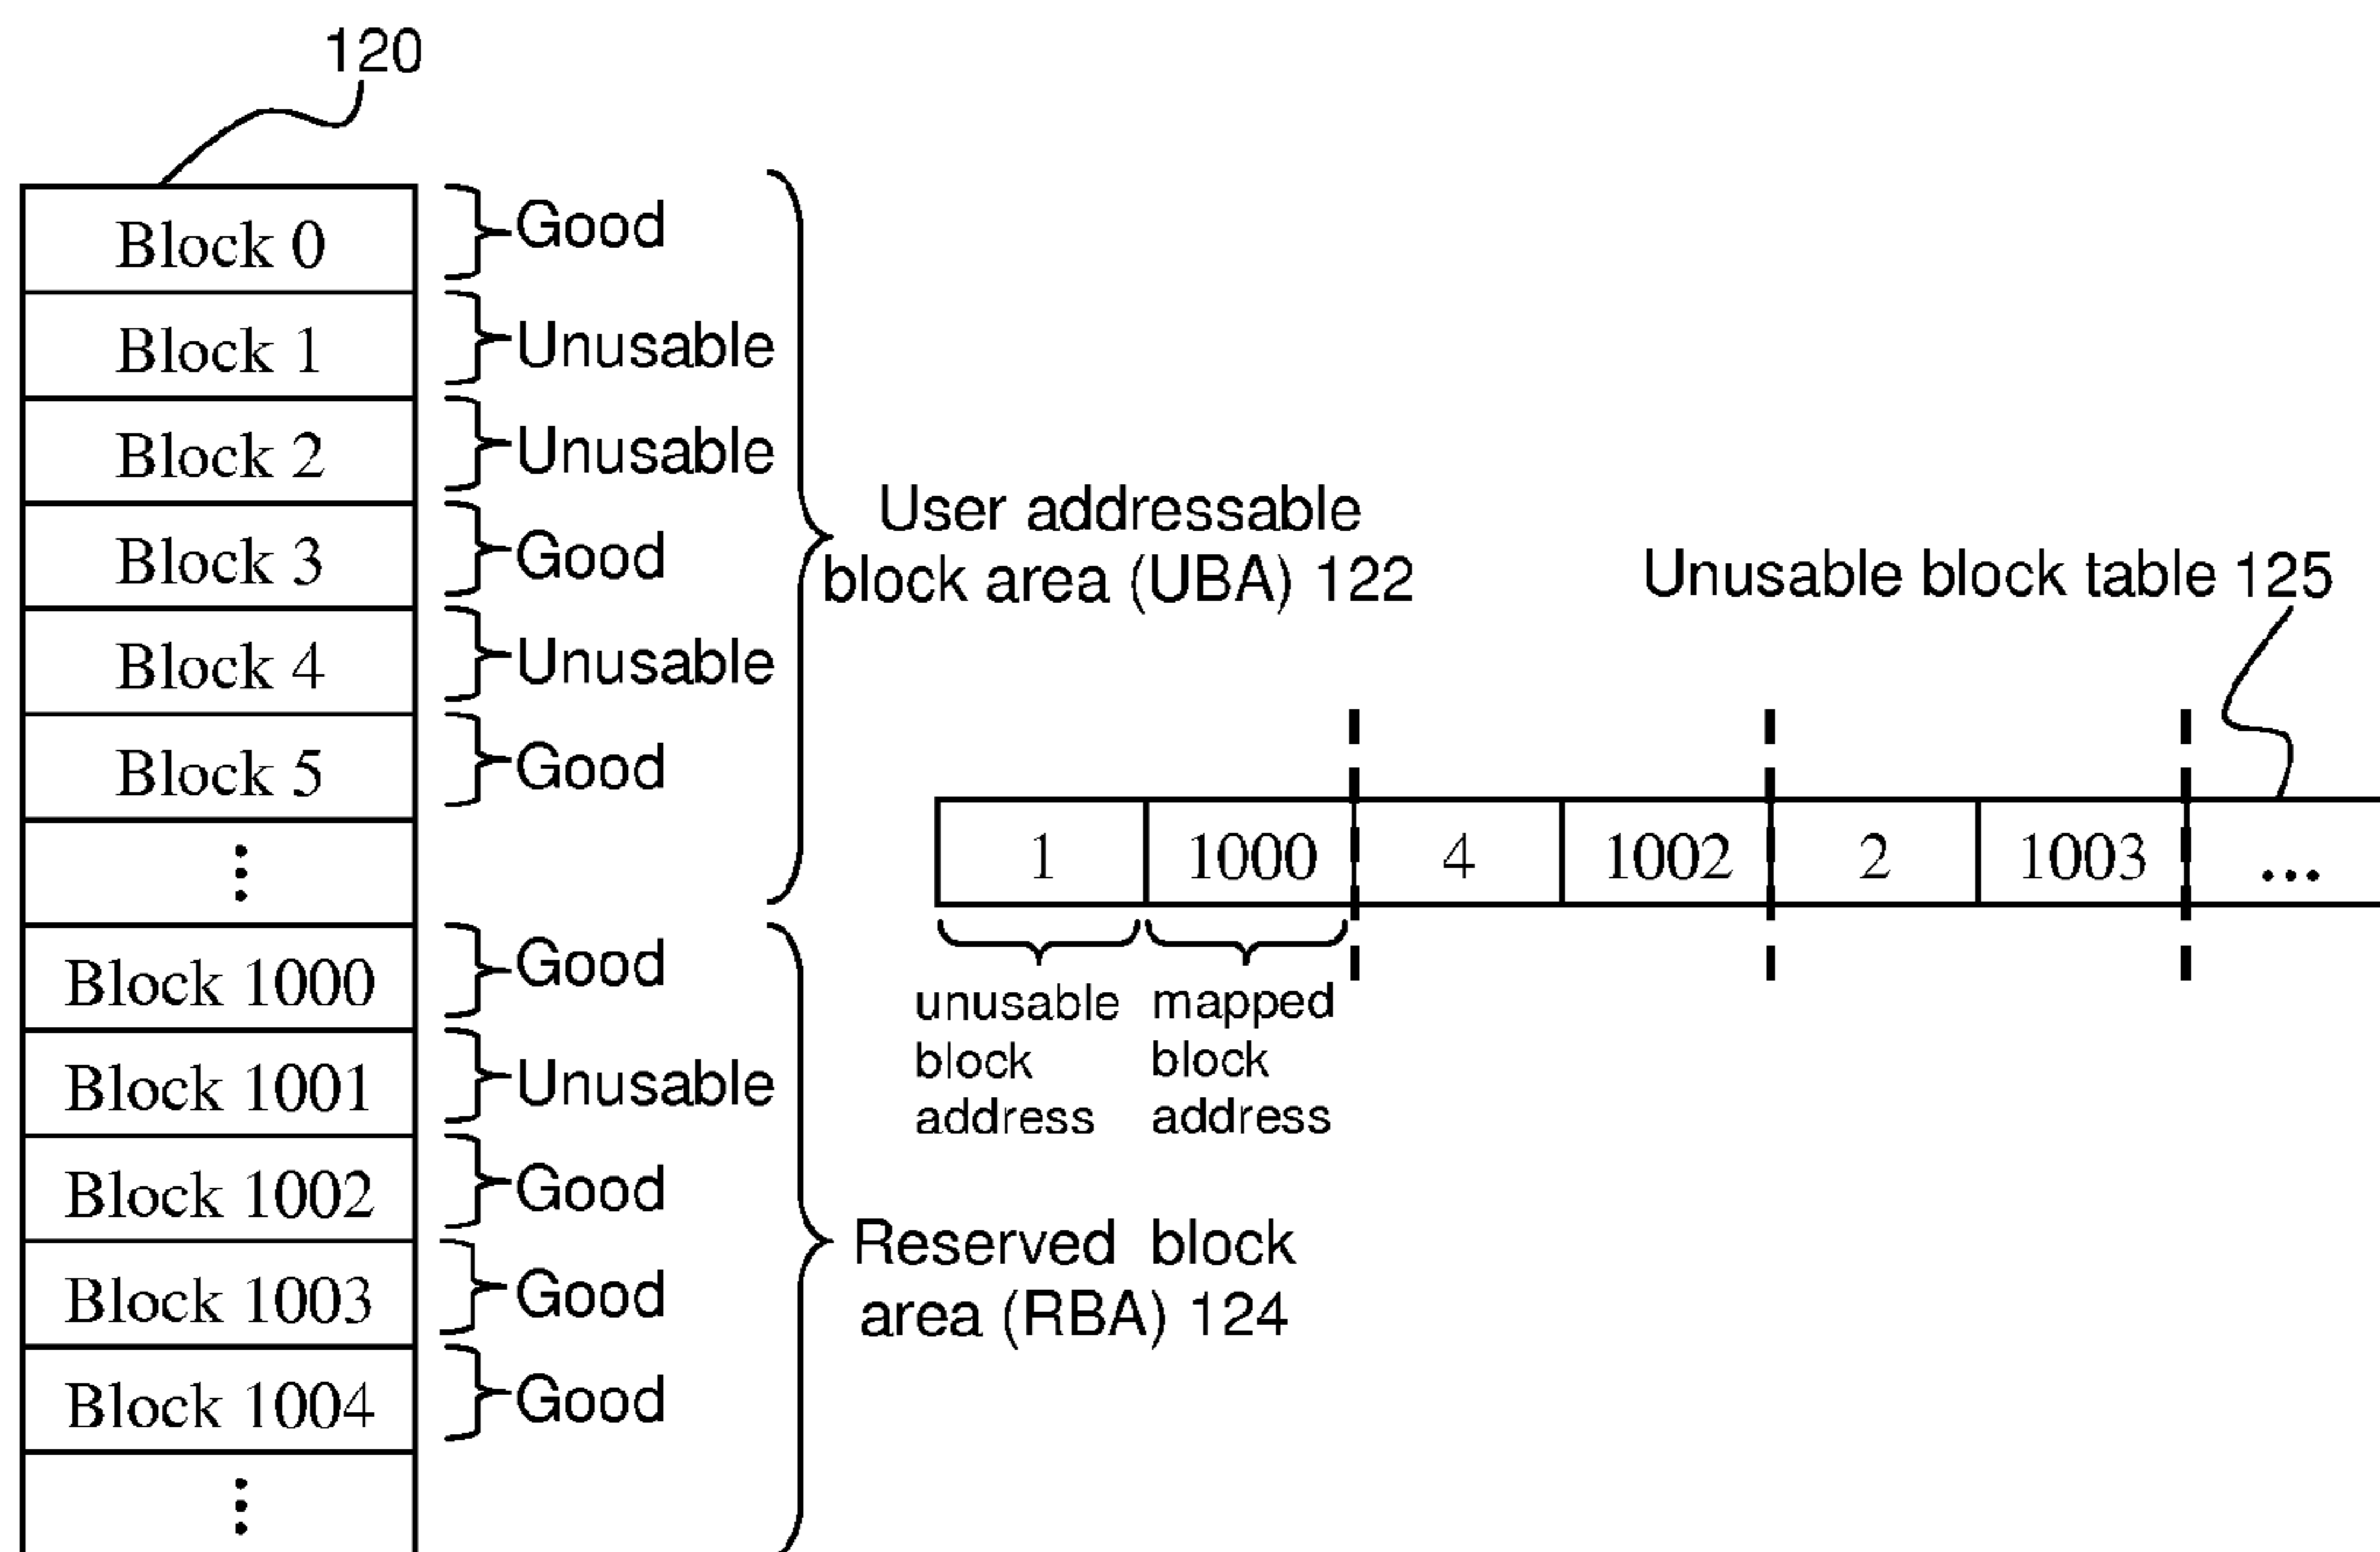 120
Block 0
Good
Block 1
Unusable
Block 2
Unusable
Block 3
Good
Block 4
Unusable
Block 5
Good
⋮
User addressable
block area (UBA) 122
Unusable block table 125
1 1000 4 1002 2 1003 ...
unusable
block
address
mapped
block
address
Block 1000
Good
Block 1001
Unusable
Block 1002
Good
Block 1003
Good
Block 1004
Good
⋮
Reserved block
area (RBA) 124